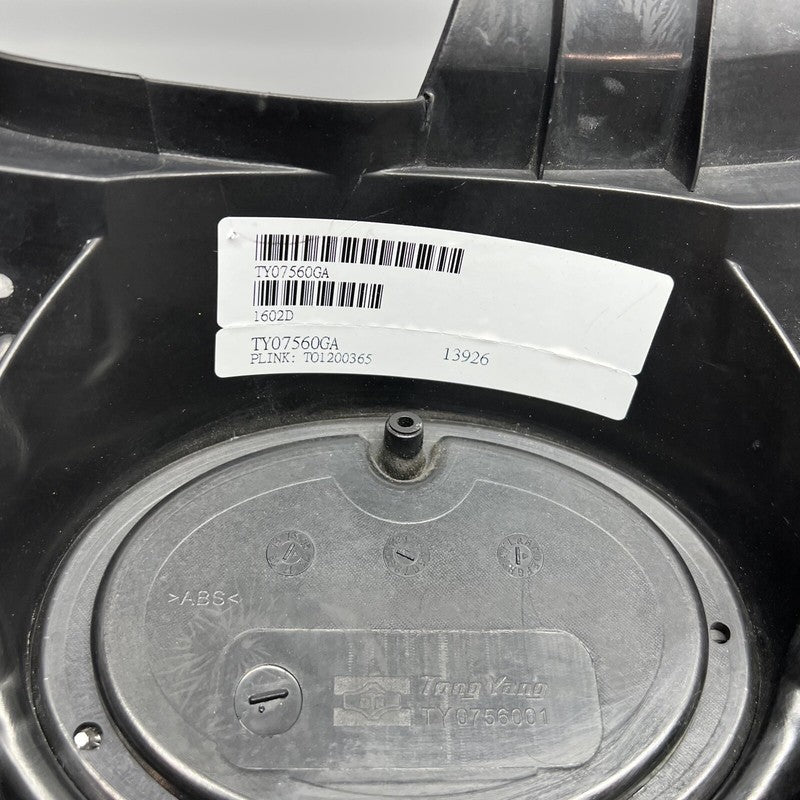 TY07560GA
1602D
TY07560GA
PLINK: TO1200365 13926
>ABS<
Tong Yang
TY0756001